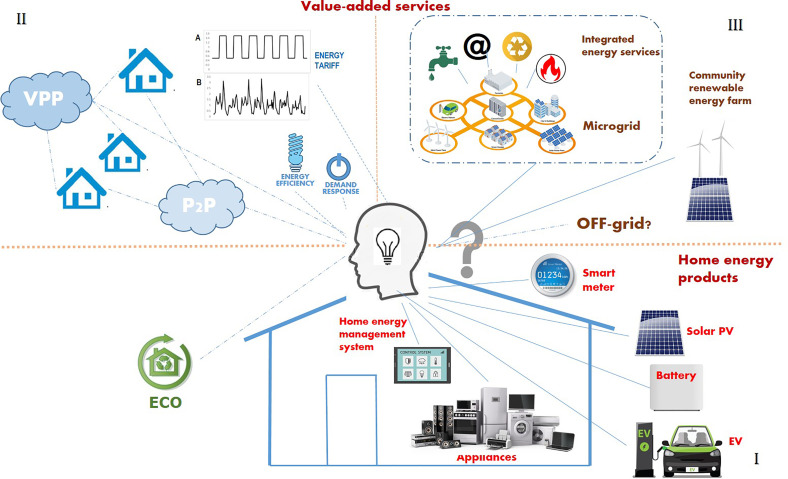 Value-added services
II
III
A
ENERGY
TARIFF
B
VPP
P2P
ENERGY
EFFICIENCY
DEMAND
RESPONSE
@
Integrated
energy services
Microgrid
Community
renewable
energy farm
OFF-grid?
?
Home energy
products
01234
Smart
meter
Home energy
management
system
CONTROL SYSTEM
Solar PV
Battery
ECO
Appliances
EV
EV
EV
I